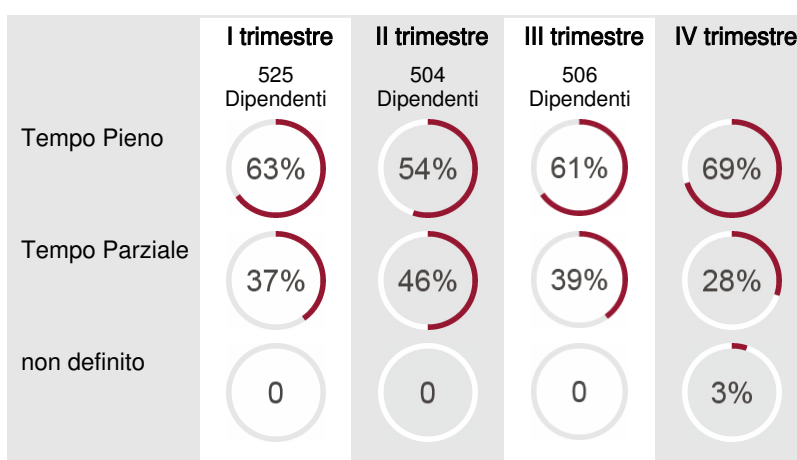 I trimestre II trimestre III trimestre IV trimestre
525 504 506
Dipendenti Dipendenti Dipendenti
Tempo Pieno
63% 54% 61% 69%
Tempo Parziale
37% 46% 39% 28%
non definito
0 0 0 3%